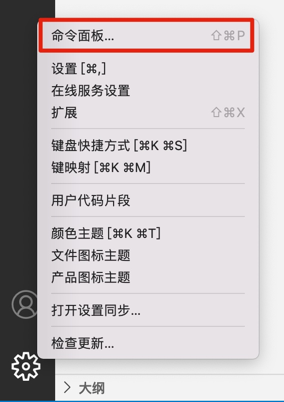 命令面板... ⇧⌘P
设置 [⌘,]
在线服务设置
扩展 ⇧⌘X
键盘快捷方式 [⌘K ⌘S]
键映射 [⌘K ⌘M]
用户代码片段
颜色主题 [⌘K ⌘T]
文件图标主题
产品图标主题
打开设置同步...
检查更新...
大纲